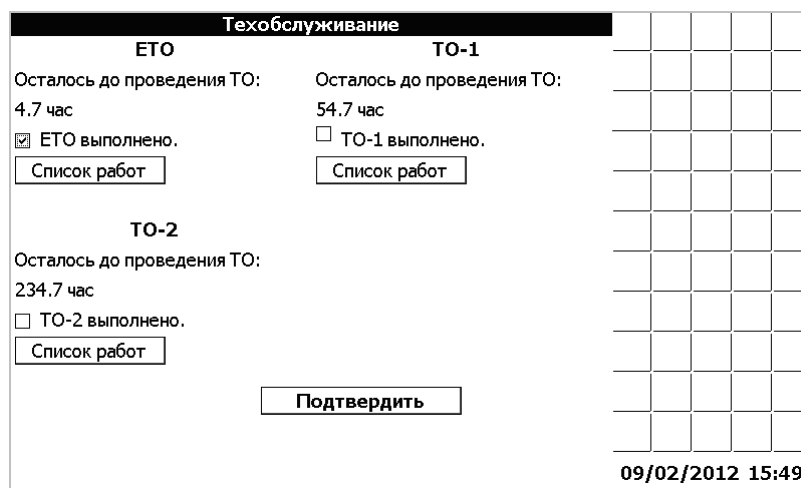 Техобслуживание
ЕТО
Осталось до проведения ТО:
4.7 час
ЕТО выполнено.
Список работ
ТО-1
Осталось до проведения ТО:
54.7 час
ТО-1 выполнено.
Список работ
ТО-2
Осталось до проведения ТО:
234.7 час
ТО-2 выполнено.
Список работ
Подтвердить
09/02/2012 15:49